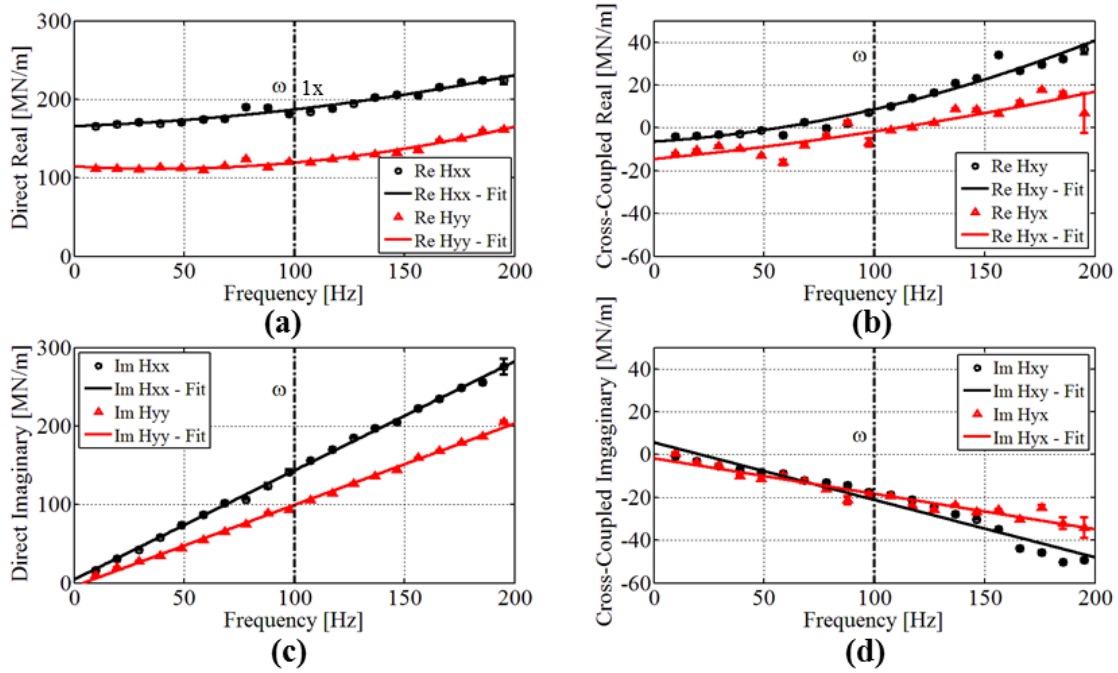 Direct Real [MN/m]
300
200
100
0
ω 1x
Re Hxx
Re Hxx - Fit
Re Hyy
Re Hyy - Fit
0 50 100 150 200
Frequency [Hz]
(a)
Cross-Coupled Real [MN/m]
40
20
0
-20
-40
-60
ω
Re Hxy
Re Hxy - Fit
Re Hyx
Re Hyx - Fit
0 50 100 150 200
Frequency [Hz]
(b)
Direct Imaginary [MN/m]
300
200
100
0
Im Hxx
Im Hxx - Fit
Im Hyy
Im Hyy - Fit
ω
0 50 100 150 200
Frequency [Hz]
(c)
Cross-Coupled Imgaginary [MN/m]
40
20
0
-20
-40
-60
ω
Im Hxy
Im Hxy - Fit
Im Hyx
Im Hyx - Fit
0 50 100 150 200
Frequency [Hz]
(d)